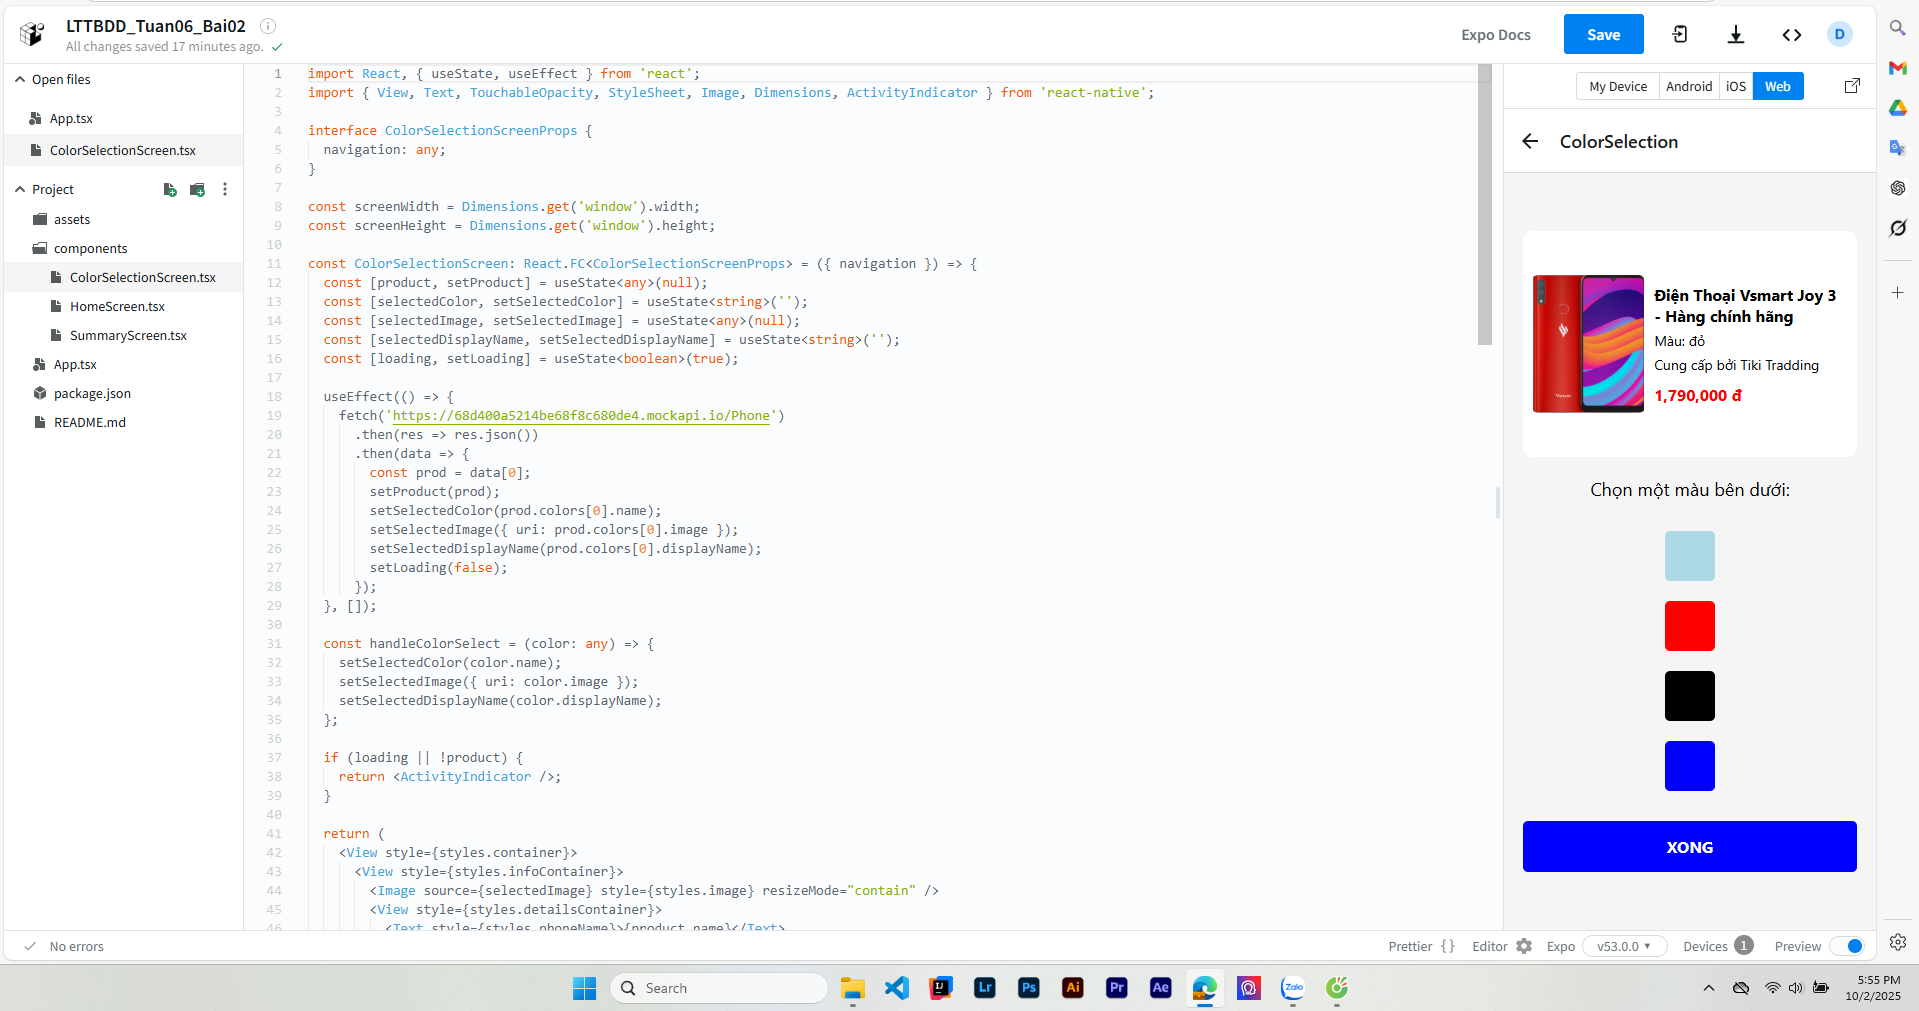 LTTBDD_Tuan06_Bai02
All changes saved 17 minutes ago.
Expo Docs
Save
D
Open files
App.tsx
ColorSelectionScreen.tsx
Project
assets
components
ColorSelectionScreen.tsx
HomeScreen.tsx
SummaryScreen.tsx
App.tsx
package.json
README.md
1 import React, { useState, useEffect } from 'react';
2 import { View, Text, TouchableOpacity, StyleSheet, Image, Dimensions, ActivityIndicator } from 'react-native';
3
4 interface ColorSelectionScreenProps {
5 navigation: any;
6 }
7
8 const screenWidth = Dimensions.get('window').width;
9 const screenHeight = Dimensions.get('window').height;
10
11 const ColorSelectionScreen: React.FC<ColorSelectionScreenProps> = ({ navigation }) => {
12 const [product, setProduct] = useState<any>(null);
13 const [selectedColor, setSelectedColor] = useState<string>('');
14 const [selectedImage, setSelectedImage] = useState<any>(null);
15 const [selectedDisplayName, setSelectedDisplayName] = useState<string>('');
16 const [loading, setLoading] = useState<boolean>(true);
17
18 useEffect(() => {
19 fetch('https://68d400a5214be68f8c680de4.mockapi.io/Phone')
20 .then(res => res.json())
21 .then(data => {
22 const prod = data[0];
23 setProduct(prod);
24 setSelectedColor(prod.colors[0].name);
25 setSelectedImage({ uri: prod.colors[0].image });
26 setSelectedDisplayName(prod.colors[0].displayName);
27 setLoading(false);
28 });
29 }, []);
30
31 const handleColorSelect = (color: any) => {
32 setSelectedColor(color.name);
33 setSelectedImage({ uri: color.image });
34 setSelectedDisplayName(color.displayName);
35 };
36
37 if (loading || !product) {
38 return <ActivityIndicator />;
39 }
40
41 return (
42 <View style={styles.container}>
43 <View style={styles.infoContainer}>
44 <Image source={selectedImage} style={styles.image} resizeMode="contain" />
45 <View style={styles.detailsContainer}>
46 <Text style={styles.phoneName}>{product.name}</Text>
My Device Android iOS Web
ColorSelection
Điện Thoại Vsmart Joy 3
- Hàng chính hãng
Màu: đỏ
Cung cấp bởi Tiki Tradding
1,790,000 đ
Chọn một màu bên dưới:
XONG
No errors
Prettier {} Editor Expo v53.0.0 Devices 1 Preview
Search
Lr Ps Ai Pr Ae Zalo
5:55 PM
10/2/2025